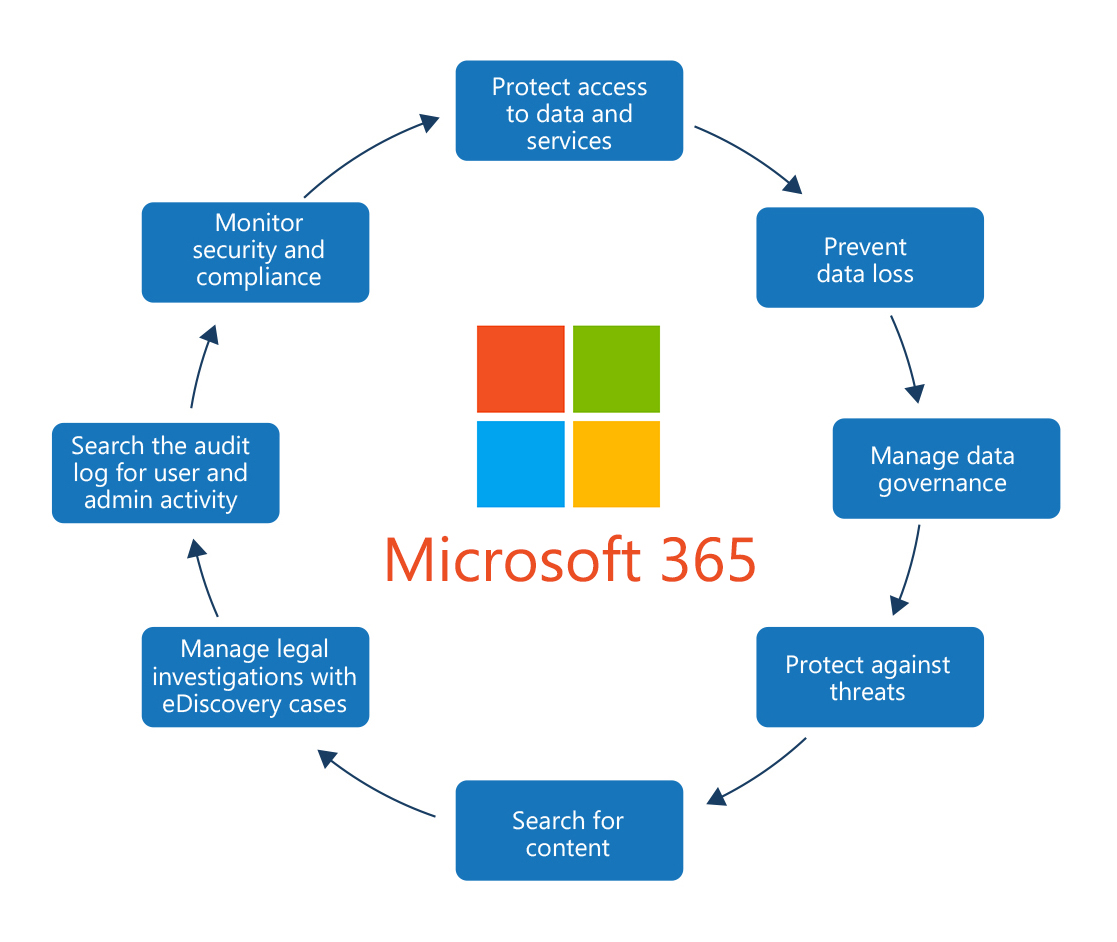 Protect access
to data and
services
Prevent
data loss
Manage data
governance
Protect against
threats
Search for
content
Manage legal
investigations with
eDiscovery cases
Search the audit
log for user and
admin activity
Monitor
security and
compliance
Microsoft 365